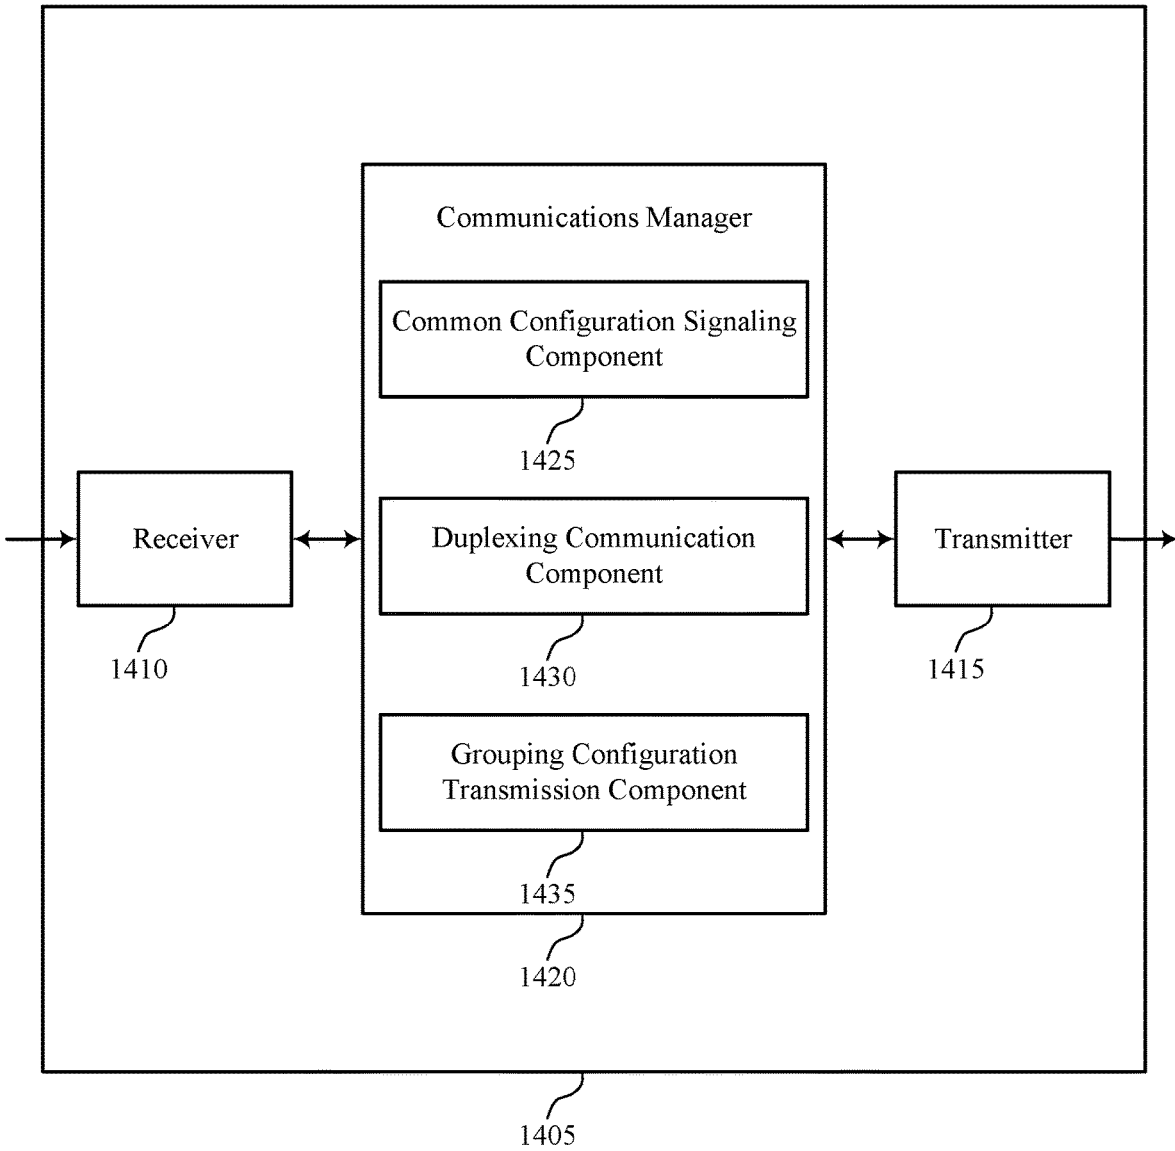 Communications Manager
Common Configuration Signaling
Component
1425
Receiver
1410
Duplexing Communication
Component
1430
Transmitter
1415
Grouping Configuration
Transmission Component
1435
1420
1405